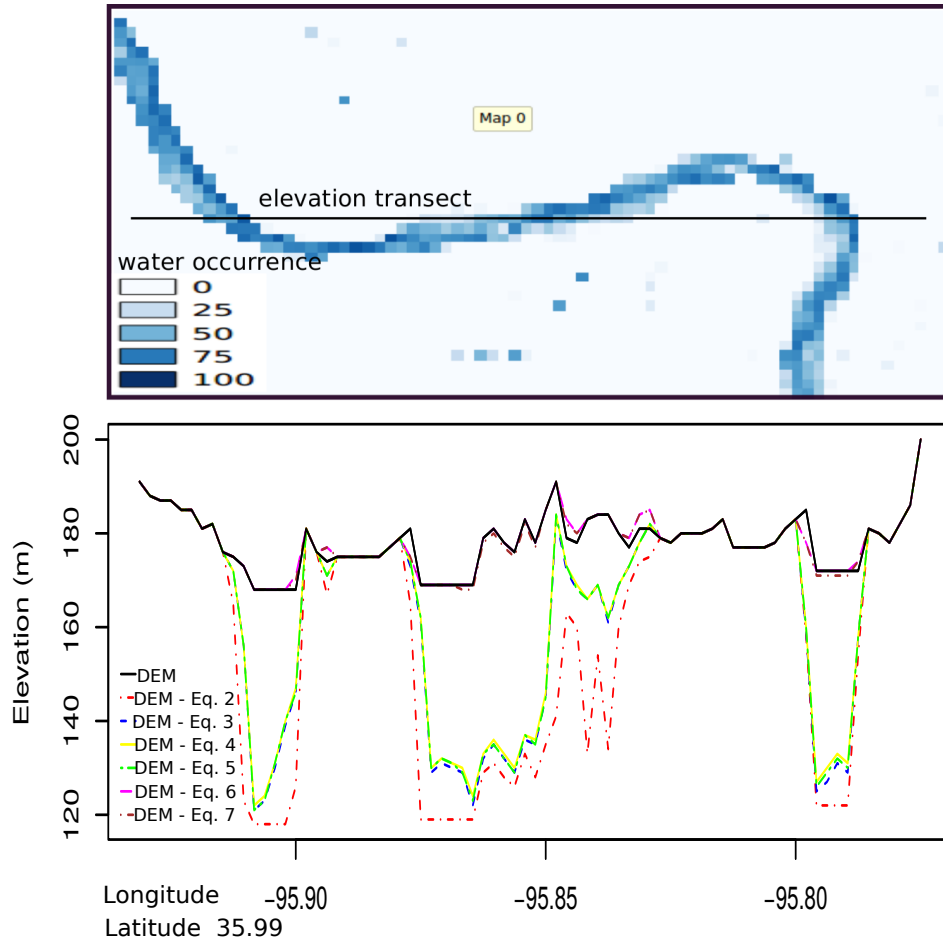 Map 0
elevation transect
water occurrence
0
25
50
75
100
Elevation (m)
200
180
160
140
120
DEM
DEM - Eq. 2
DEM - Eq. 3
DEM - Eq. 4
DEM - Eq. 5
DEM - Eq. 6
DEM - Eq. 7
Longitude −95.90 −95.85 −95.80
Latitude 35.99